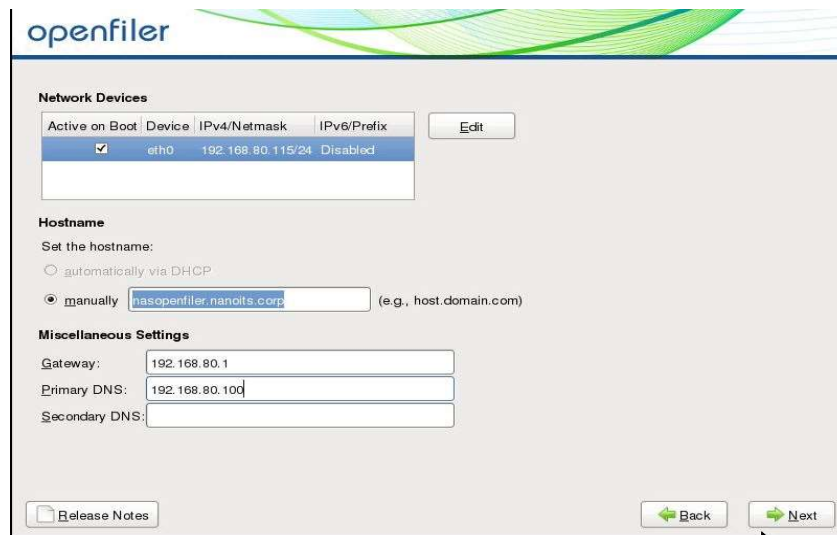 openfiler
Network Devices
Active on Boot Device IPv4/Netmask IPv6/Prefix
eth0 192.168.80.115/24 Disabled
Edit
Hostname
Set the hostname:
automatically via DHCP
manually nasopenfiler.nanoits.corp (e.g., host.domain.com)
Miscellaneous Settings
Gateway: 192.168.80.1
Primary DNS: 192.168.80.100
Secondary DNS:
Release Notes Back Next